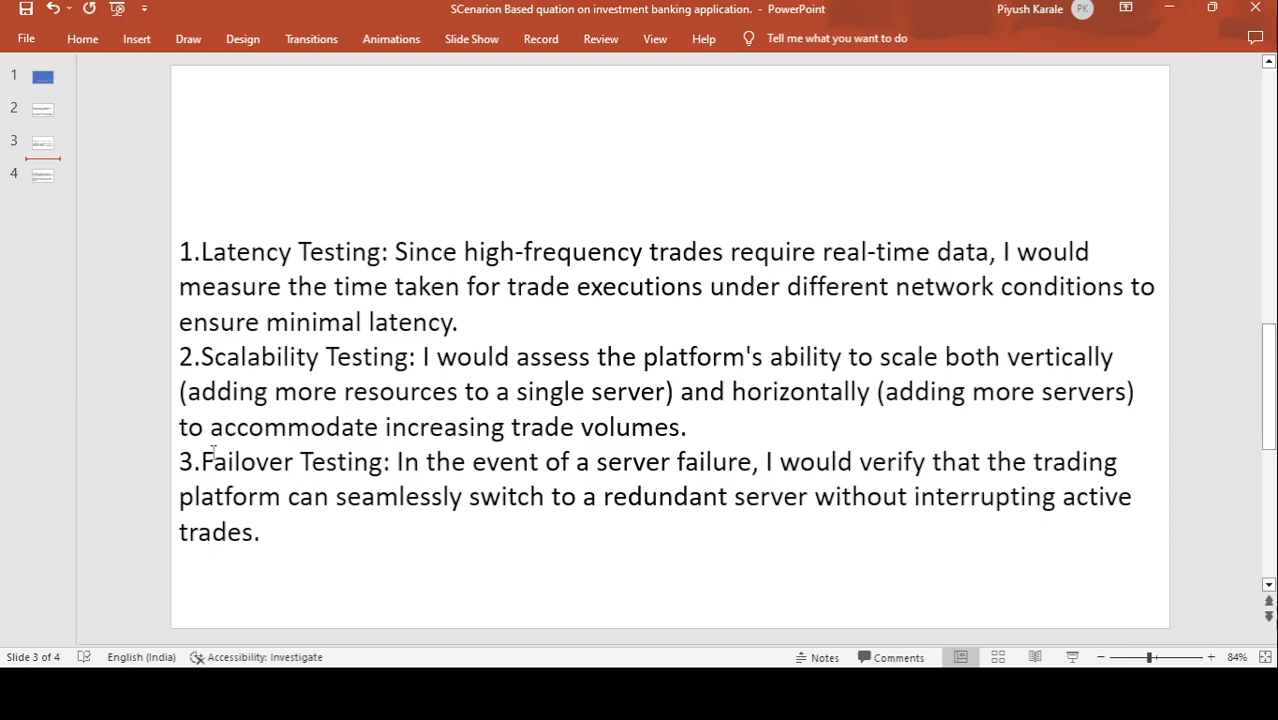 SCenarion Based quation on investment banking application. - PowerPoint
Piyush Karale PK
File Home Insert Draw Design Transitions Animations Slide Show Record Review View Help Tell me what you want to do
1
2
3
4
1.Latency Testing: Since high-frequency trades require real-time data, I would
measure the time taken for trade executions under different network conditions to
ensure minimal latency.
2.Scalability Testing: I would assess the platform's ability to scale both vertically
(adding more resources to a single server) and horizontally (adding more servers)
to accommodate increasing trade volumes.
3.Failover Testing: In the event of a server failure, I would verify that the trading
platform can seamlessly switch to a redundant server without interrupting active
trades.
Slide 3 of 4 English (India) Accessibility: Investigate Notes Comments 84%